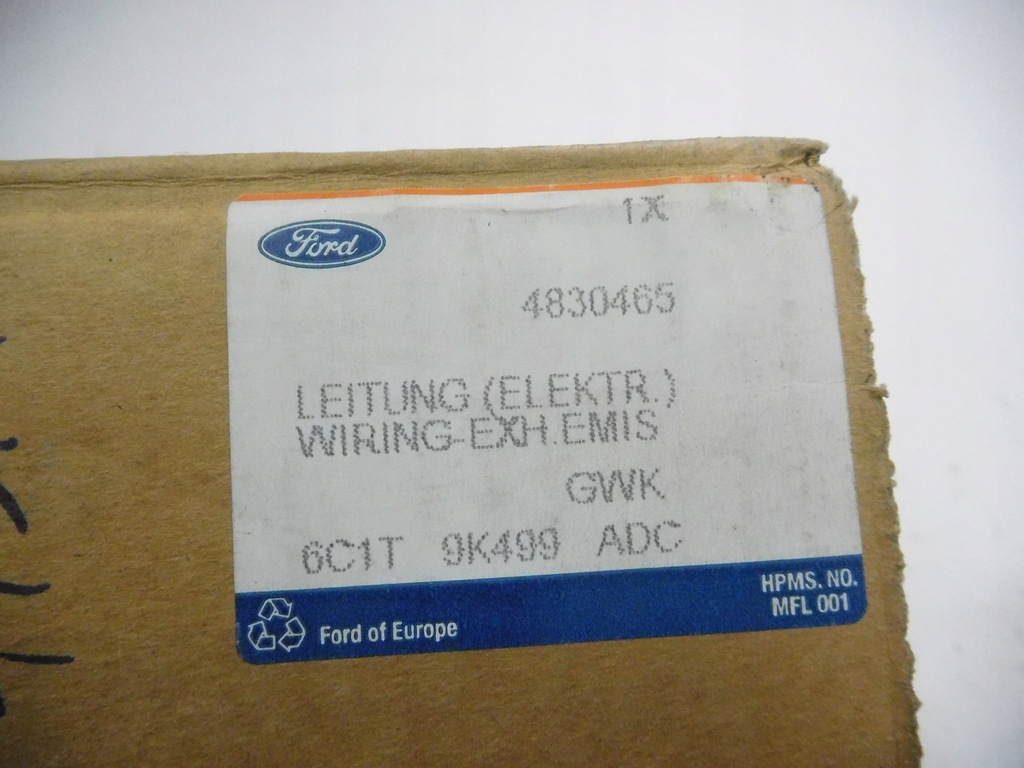 1X
Ford
4830465
LEITUNG (ELEKTR.)
WIRING-EXH.EMIS
GWK
6C1T 9K499 ADC
HPMS. NO.
MFL 001
Ford of Europe